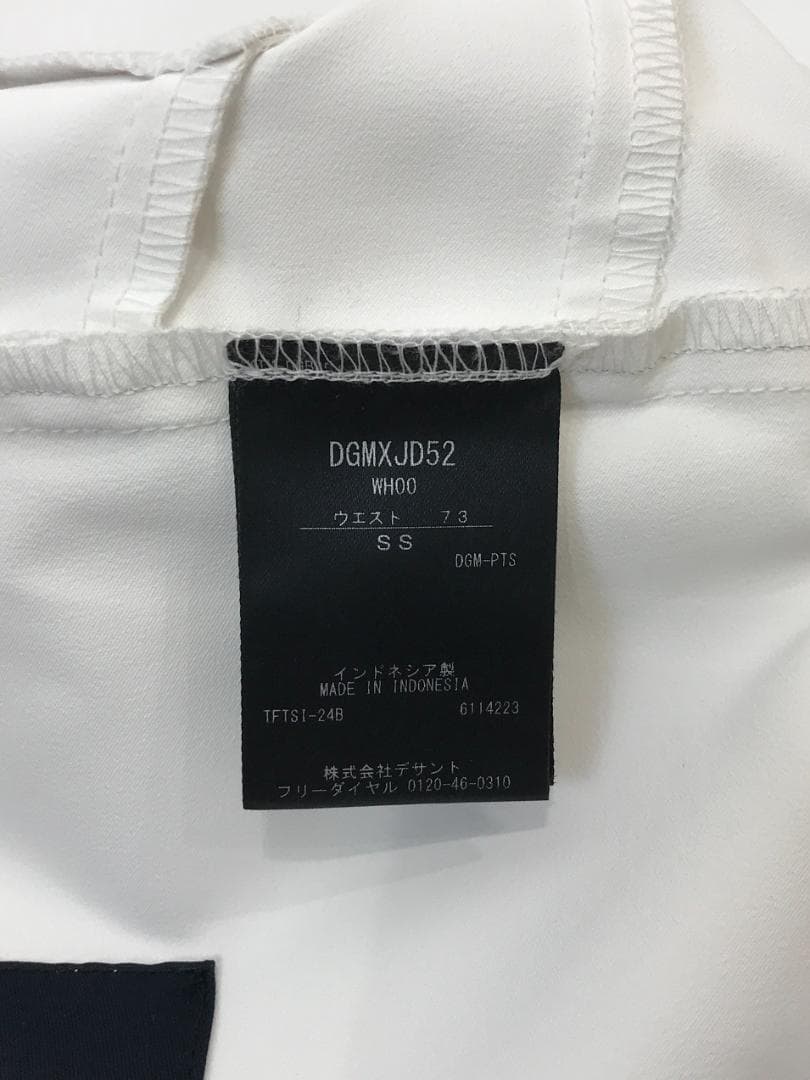 DGMXJD52
WH00
ウエスト 73
SS
DGM-PTS
インドネシア製
MADE IN INDONESIA
TFTSI-24B 6114223
株式会社デサント
フリーダイヤル 0120-46-0310